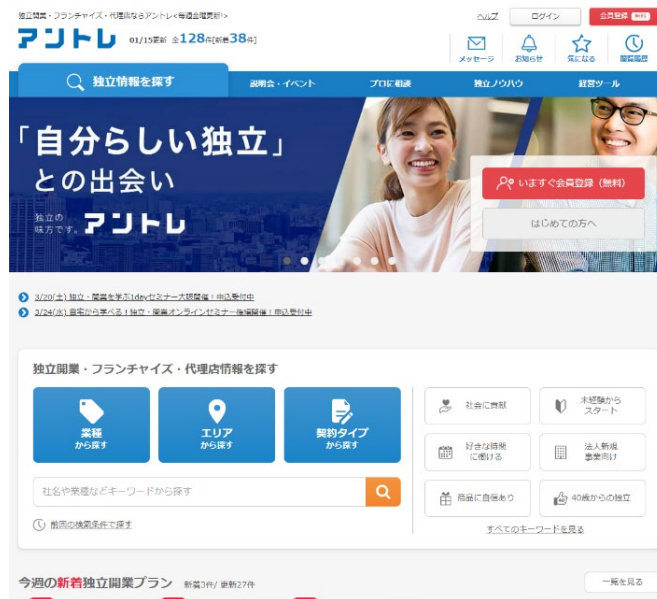 独立開業・フランチャイズ・代理店ならアントレ<毎週金曜更新!>
ヘルプ
ログイン
会員登録 無料
アントレ
01/15更新 全128件[新着38件]
メッセージ
お知らせ
気になる
閲覧履歴
独立情報を探す
説明会・イベント
プロに相談
独立ノウハウ
経営ツール
「自分らしい独立」
との出会い
独立の
味方です。
アントレ
いますぐ会員登録（無料）
はじめての方へ
3/20(土) 独立・開業を学ぶ1dayセミナー大阪開催！申込受付中
3/24(水) 自宅から学べる！独立・開業オンラインセミナー後場開催！申込受付中
独立開業・フランチャイズ・代理店情報を探す
業種
から探す
エリア
から探す
契約タイプ
から探す
社会に貢献
未経験から
スタート
好きな時間
に働ける
法人新規
事業向け
商品に自信あり
40歳からの独立
社名や業種などキーワードから探す
前回の検索条件で探す
すべてのキーワードを見る
今週の新着独立開業プラン 新着3件/ 更新27件
一覧を見る